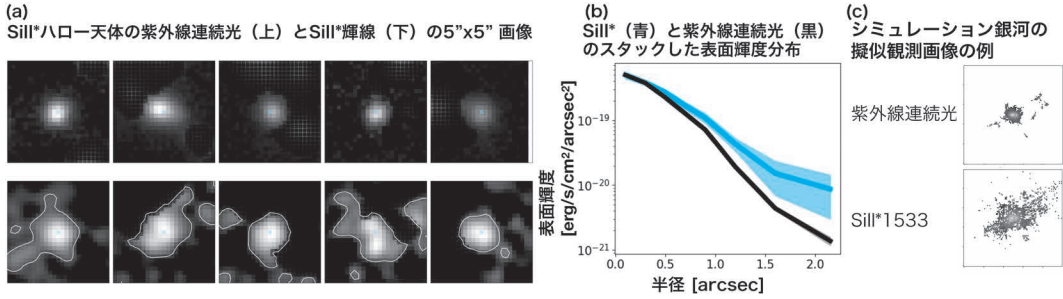 (a)
SiII*ハロー天体の紫外線連続光（上）とSiII*輝線（下）の5”x5” 画像
(b)
SiII*（青）と紫外線連続光（黒）
のスタックした表面輝度分布
10-19
10-20
10-21
表面輝度
[erg/s/cm2/arcsec2]
0.0 0.5 1.0 1.5 2.0
半径 [arcsec]
(c)
シミュレーション銀河の
擬似観測画像の例
紫外線連続光
SiII*1533